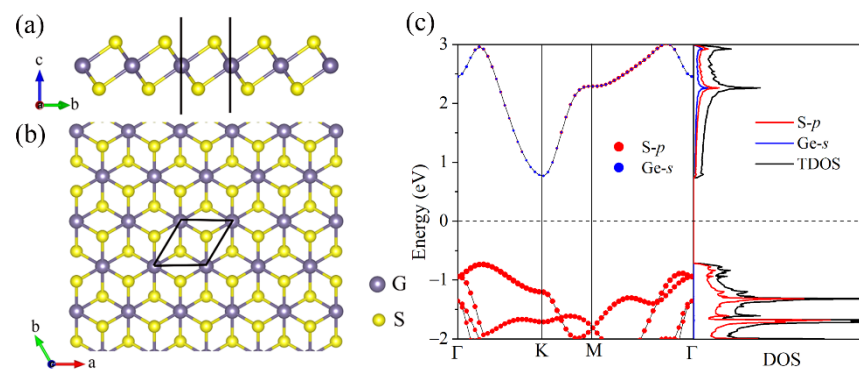 (a)
c
a
b
(b)
G
S
b
a
(c)
Energy (eV)
3
2
1
0
−1
−2
Γ
K
M
Γ
S-p
Ge-s
S-p
Ge-s
TDOS
DOS